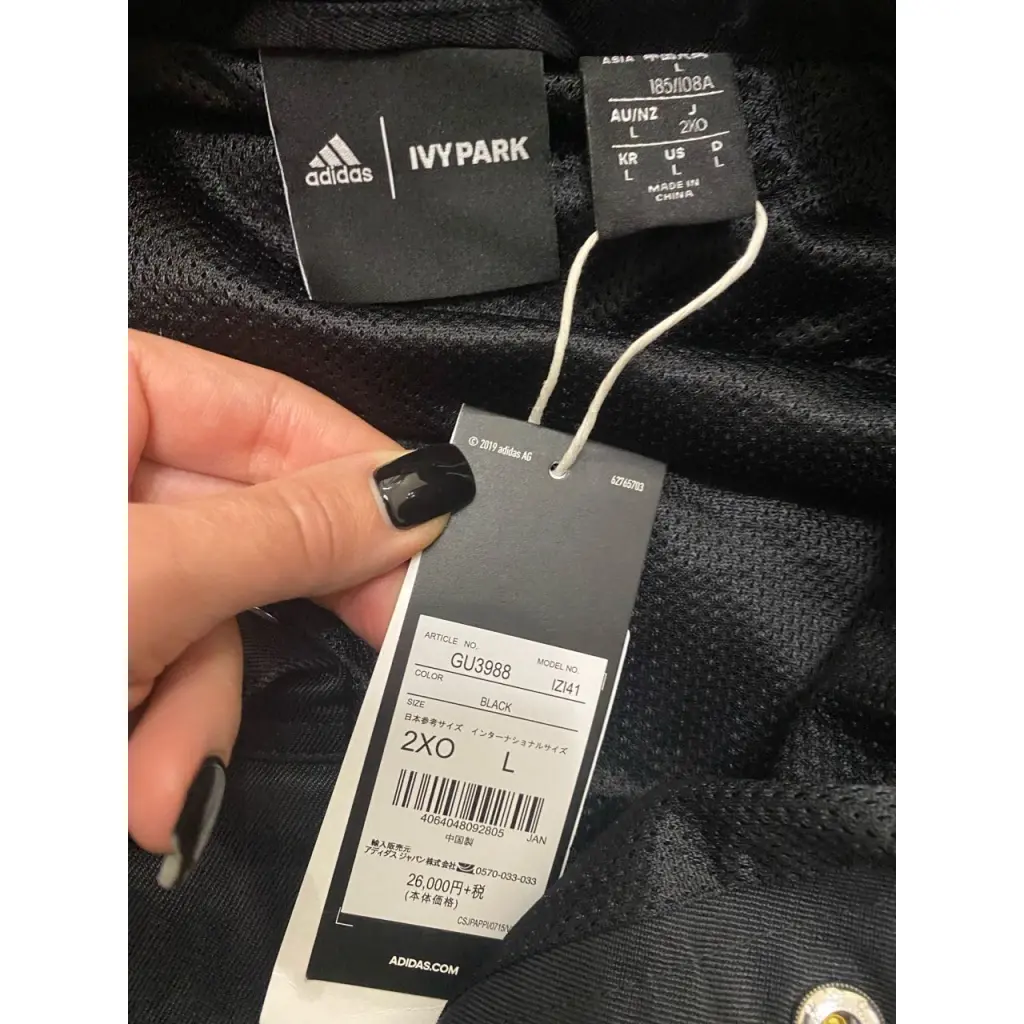 adidas
IVY PARK
ASIA 中国
L
185/108A
AU/NZ J
L 2XO
KR US D
L L L
MADE IN
CHINA
© 2019 adidas AG
62765703
ARTICLE NO.
GU3988
MODEL NO.
IZI41
COLOR
BLACK
SIZE
日本参考サイズ インターナショナルサイズ
2XO L
4064048092805 JAN
中国製
輸入販売元
アディダス ジャパン株式会社 0570-033-033
26,000円+税
(本体価格)
ADIDAS.COM